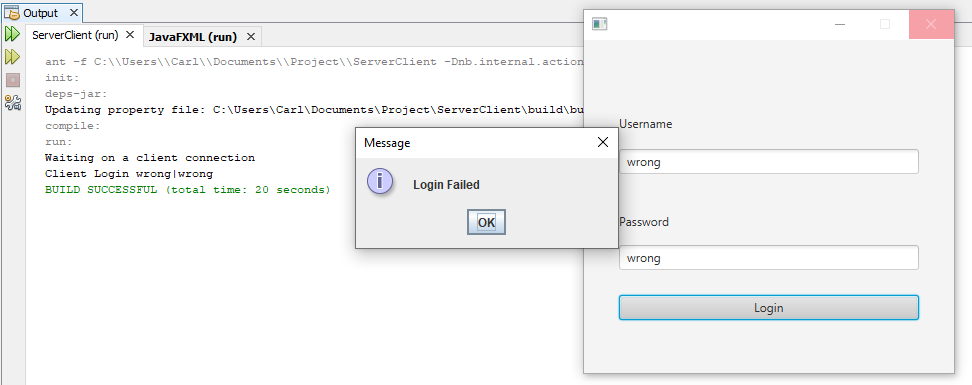 Output
ServerClient (run)
JavaFXML (run)
ant -f C:\\Users\\Carl\\Documents\\Project\\ServerClient -Dnb.internal.action
init:
deps-jar:
Updating property file: C:\Users\Carl\Documents\Project\ServerClient\build\bu
compile:
run:
Waiting on a client connection
Client Login wrong|wrong
BUILD SUCCESSFUL (total time: 20 seconds)
Message
Login Failed
OK
Username
wrong
Password
wrong
Login